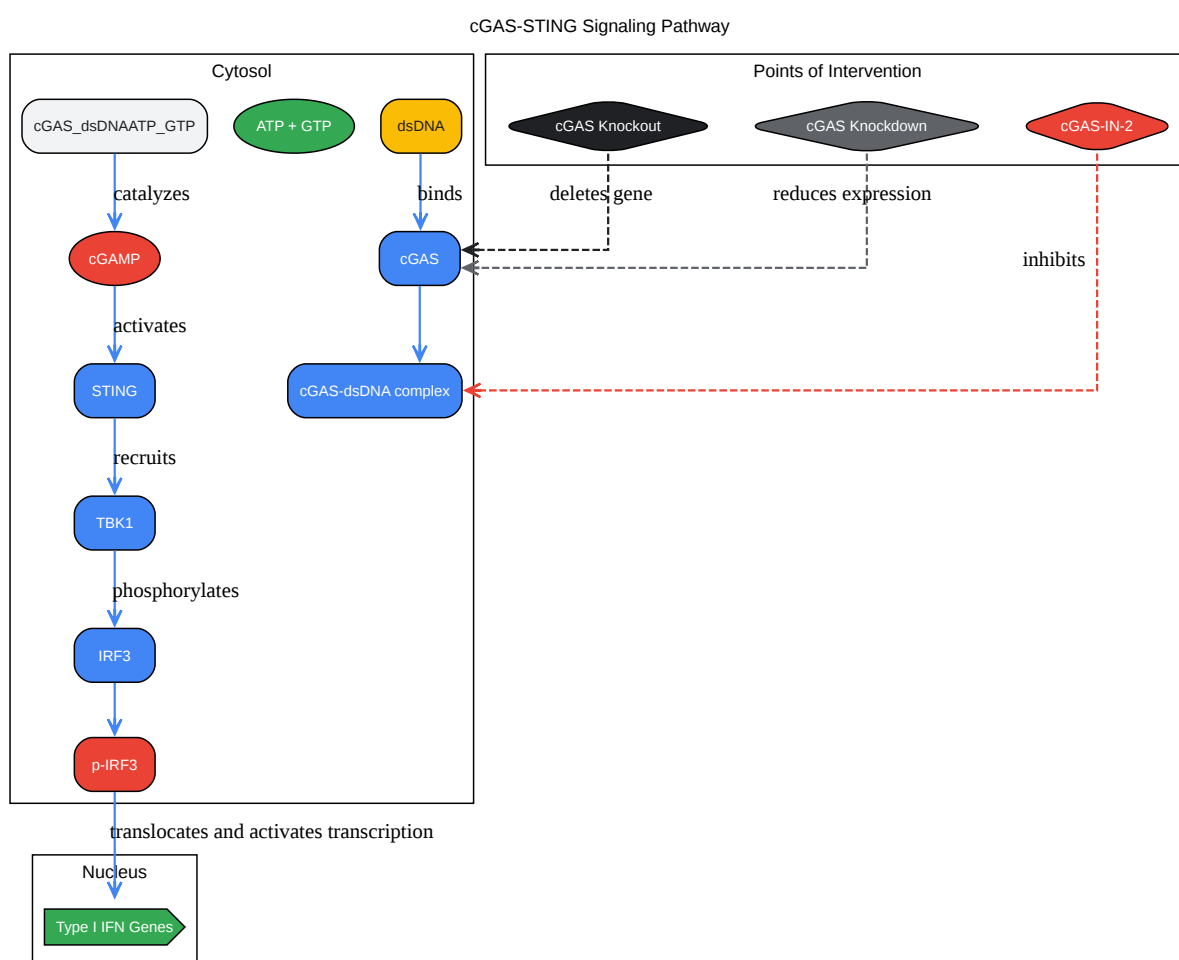 cGAS-STING Signaling Pathway
Cytosol
Points of Intervention
cGAS_dsDNAATP_GTP
ATP + GTP
dsDNA
cGAS Knockout
cGAS Knockdown
cGAS-IN-2
catalyzes
binds
deletes gene
reduces expression
cGAMP
cGAS
inhibits
activates
STING
cGAS-dsDNA complex
recruits
TBK1
phosphorylates
IRF3
p-IRF3
translocates and activates transcription
Nucleus
Type I IFN Genes